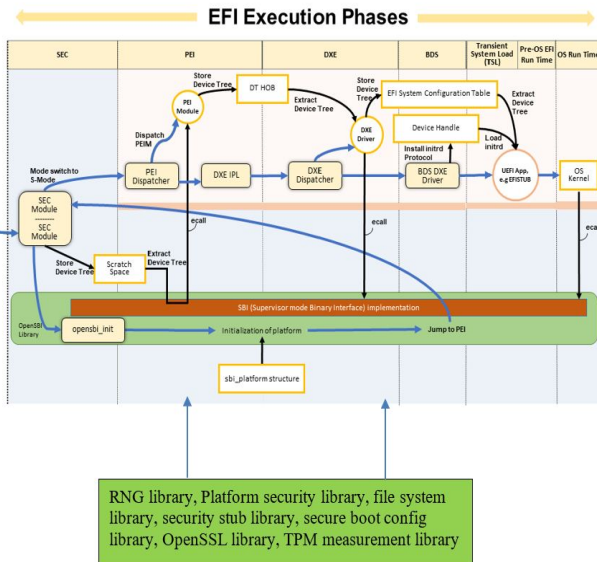 EFI Execution Phases
SEC
PEI
DXE
BDS
Transient
System Load
(TSL)
Pre-OS EFI
Run Time
OS Run Time
Store
Device Tree
DT HOB
PEI
Module
Extract
Device Tree
Store
Device
Tree
EFI System Configuration Table
Extract
Device
Tree
Dispatch
PEIM
DXE
Driver
Device Handle
Load
initrd
Install initrd
Protocol
Mode switch to
S-Mode
PEI
Dispatcher
DXE IPL
DXE
Dispatcher
BDS DXE
Driver
UEFI App,
e.g EFISTUB
OS
Kernel
SEC
Module
----------
SEC
Module
ecall
ecall
eca
Store
Device Tree
Scratch
Space
Extract
Device Tree
SBI (Supervisor mode Binary Interface) implementation
OpenSBI
Library
opensbi_init
Initialization of platform
Jump to PEI
sbi_platform structure
RNG library, Platform security library, file system
library, security stub library, secure boot config
library, OpenSSL library, TPM measurement library